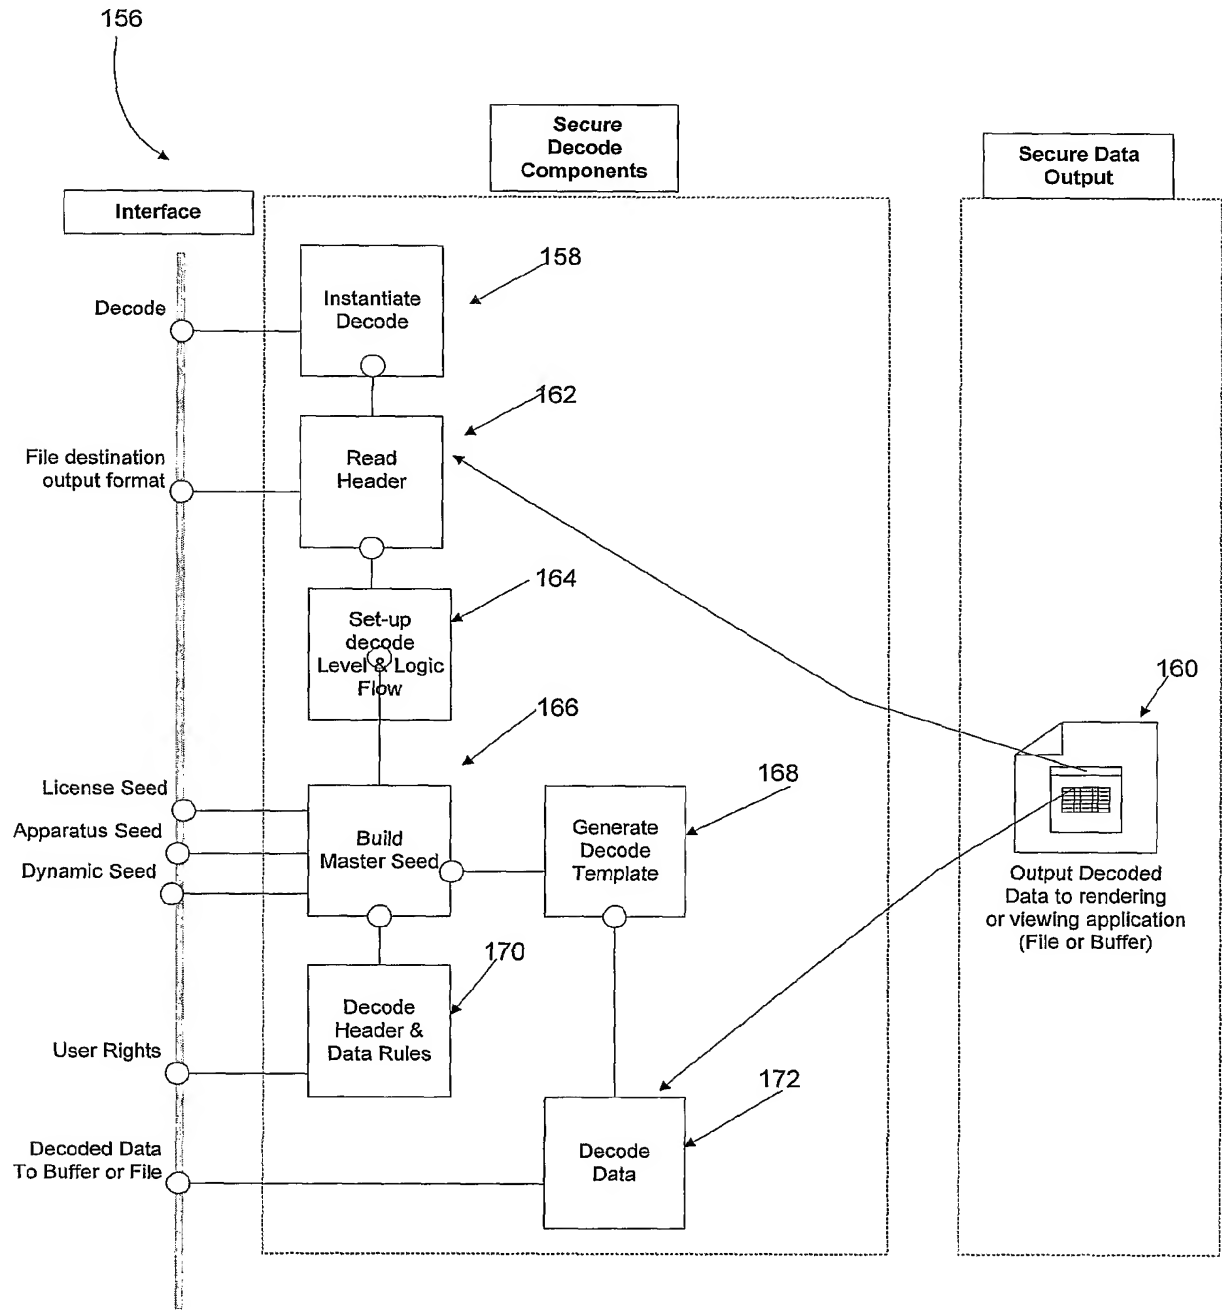 156
Secure
Decode
Components
Secure Data
Output
Interface
158
Instantiate
Decode
Decode
162
File destination
output format
Read
Header
164
Set-up
decode
Level & Logic
Flow
160
166
168
License Seed
Apparatus Seed
Dynamic Seed
Build
Master Seed
Generate
Decode
Template
Output Decoded
Data to rendering
or viewing application
(File or Buffer)
170
Decode
Header &
Data Rules
User Rights
172
Decoded Data
To Buffer or File
Decode
Data